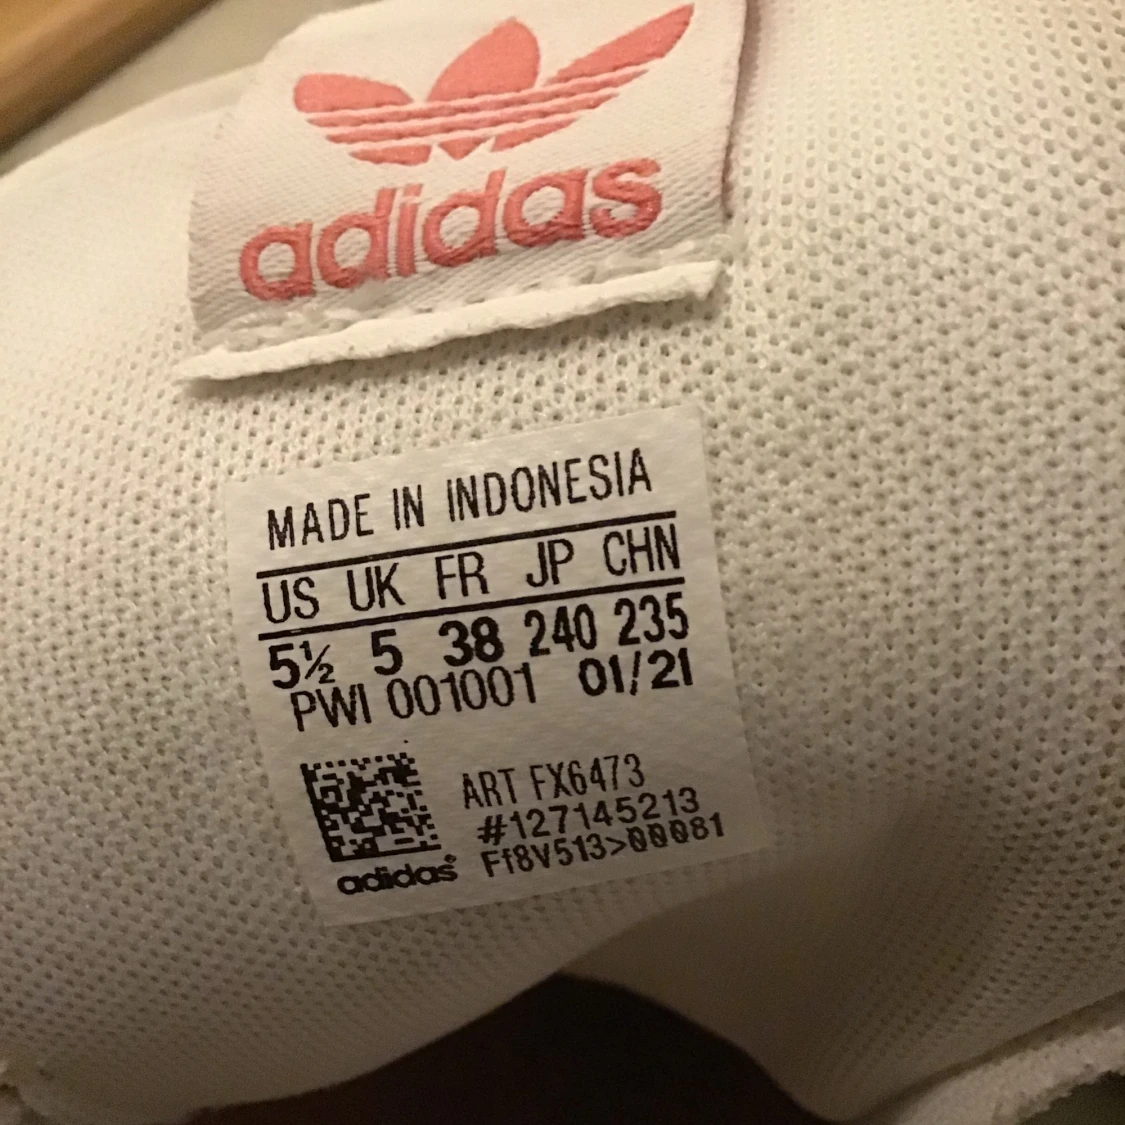 adidas
MADE IN INDONESIA
US UK FR JP CHN
5½ 5 38 240 235
PWI 001001 01/21
ART FX6473
#127145213
Ff8V513>00081
adidas®